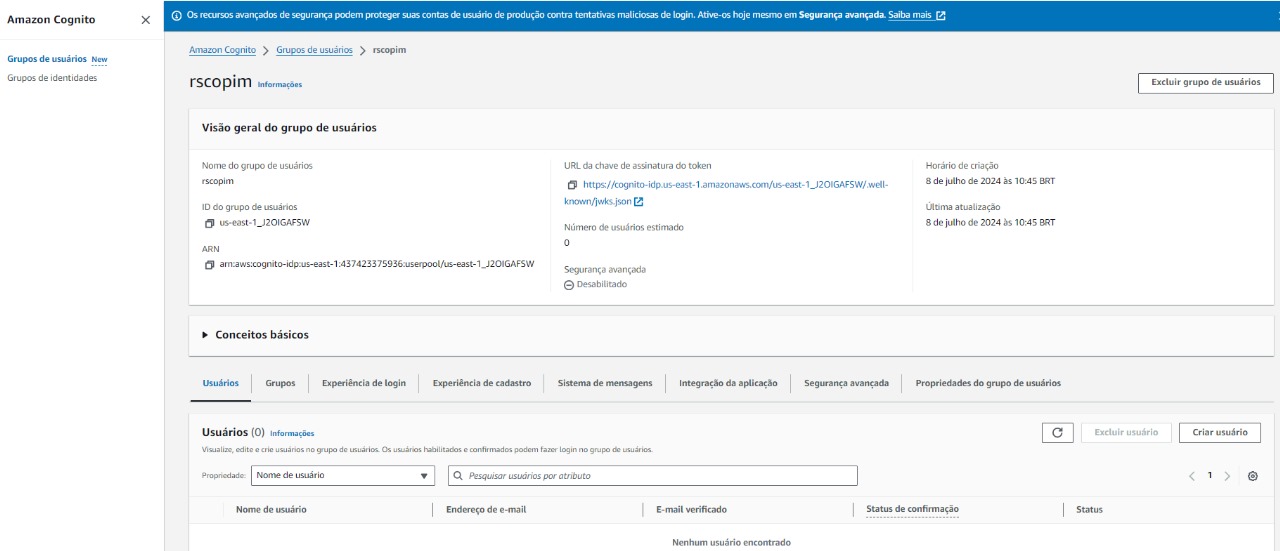 Amazon Cognito
Os recursos avançados de segurança podem proteger suas contas de usuário de produção contra tentativas maliciosas de login. Ative-os hoje mesmo em Segurança avançada. Saiba mais
Grupos de usuários New
Grupos de identidades
Amazon Cognito > Grupos de usuários > rscopim
rscopim Informações
Excluir grupo de usuários
Visão geral do grupo de usuários
Nome do grupo de usuários
rscopim
ID do grupo de usuários
us-east-1_J2OIGAFSW
ARN
arn:aws:cognito-idp:us-east-1:437423375936:userpool/us-east-1_J2OIGAFSW
URL da chave de assinatura do token
https://cognito-idp.us-east-1.amazonaws.com/us-east-1_J2OIGAFSW/.well-
known/jwks.json
Número de usuários estimado
0
Segurança avançada
Desabilitado
Horário de criação
8 de julho de 2024 às 10:45 BRT
Última atualização
8 de julho de 2024 às 10:45 BRT
Conceitos básicos
Usuários Grupos Experiência de login Experiência de cadastro Sistema de mensagens Integração da aplicação Segurança avançada Propriedades do grupo de usuários
Usuários (0) Informações
Excluir usuário Criar usuário
Visualize, edite e crie usuários no grupo de usuários. Os usuários habilitados e confirmados podem fazer login no grupo de usuários.
Propriedade: Nome de usuário Pesquisar usuários por atributo 1
Nome de usuário Endereço de e-mail E-mail verificado Status de confirmação Status
Nenhum usuário encontrado